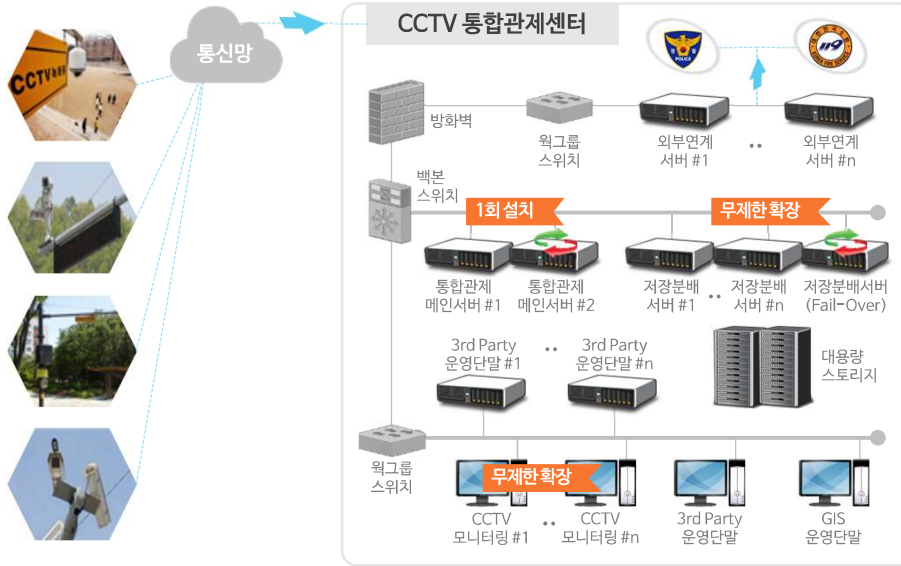 CCTV 통합관제센터
통신망
CCTV
POLICE
119
방화벽
웍그룹
스위치
외부연계
서버 #1
..
외부연계
서버 #n
백본
스위치
1회 설치
무제한 확장
통합관제
메인서버 #1
통합관제
메인서버 #2
저장분배
서버 #1
..
저장분배
서버 #n
저장분배서버
(Fail-Over)
3rd Party
운영단말 #1
..
3rd Party
운영단말 #n
대용량
스토리지
웍그룹
스위치
무제한 확장
CCTV
모니터링 #1
..
CCTV
모니터링 #n
3rd Party
운영단말
GIS
운영단말